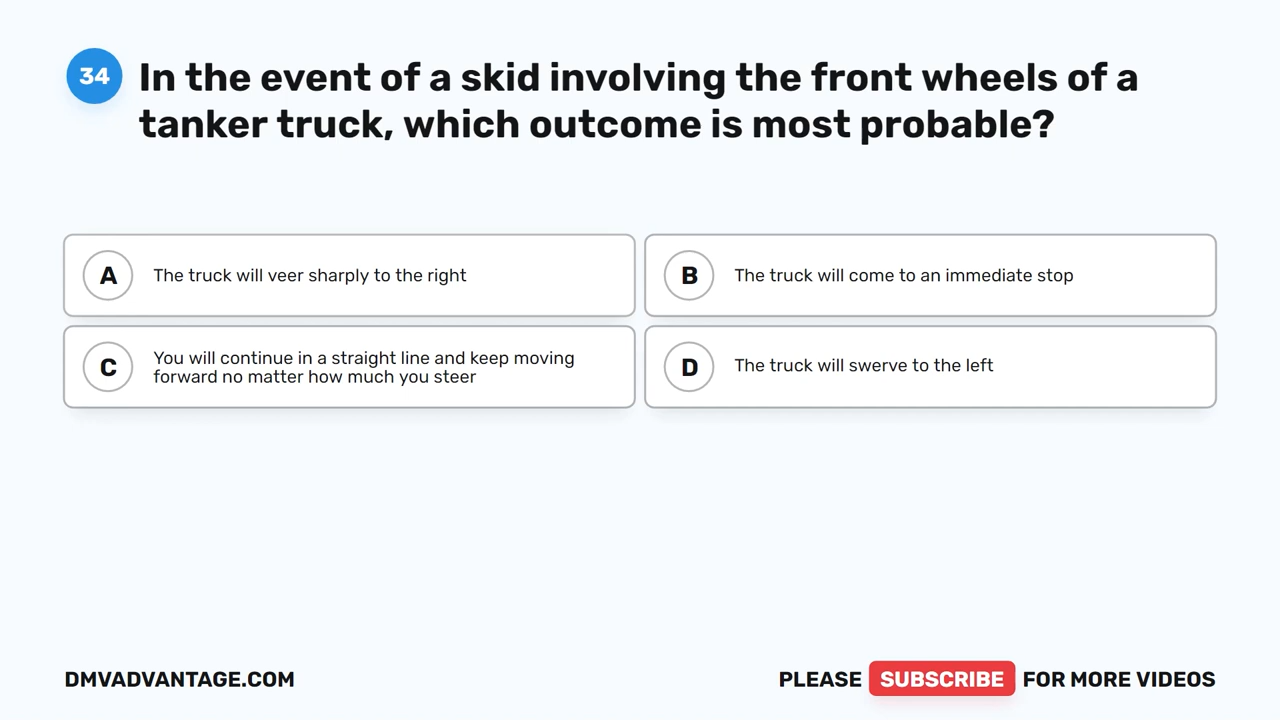 34
In the event of a skid involving the front wheels of a
tanker truck, which outcome is most probable?
A
The truck will veer sharply to the right
B
The truck will come to an immediate stop
C
You will continue in a straight line and keep moving
forward no matter how much you steer
D
The truck will swerve to the left
DMVADVANTAGE.COM
PLEASE SUBSCRIBE FOR MORE VIDEOS